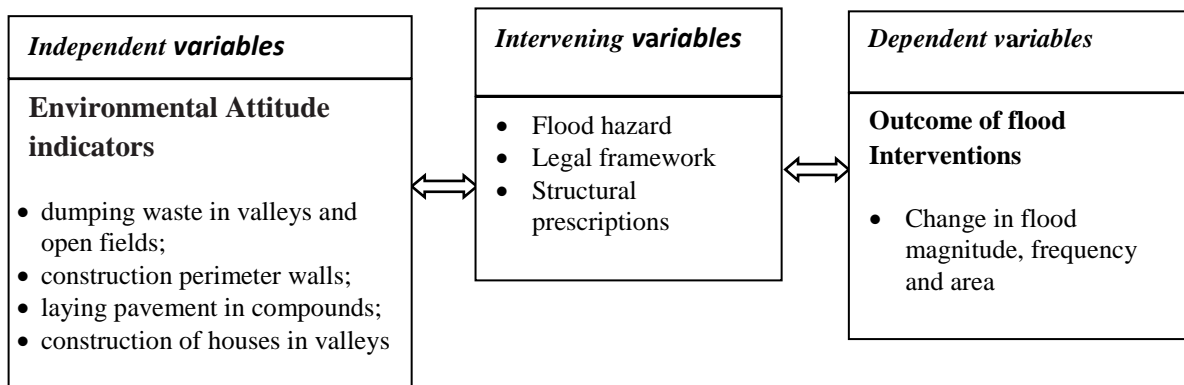 Independent variables
Environmental Attitude
indicators
• dumping waste in valleys and
open fields;
• construction perimeter walls;
• laying pavement in compounds;
• construction of houses in valleys
Intervening variables
• Flood hazard
• Legal framework
• Structural
prescriptions
Dependent variables
Outcome of flood
Interventions
• Change in flood
magnitude, frequency
and area